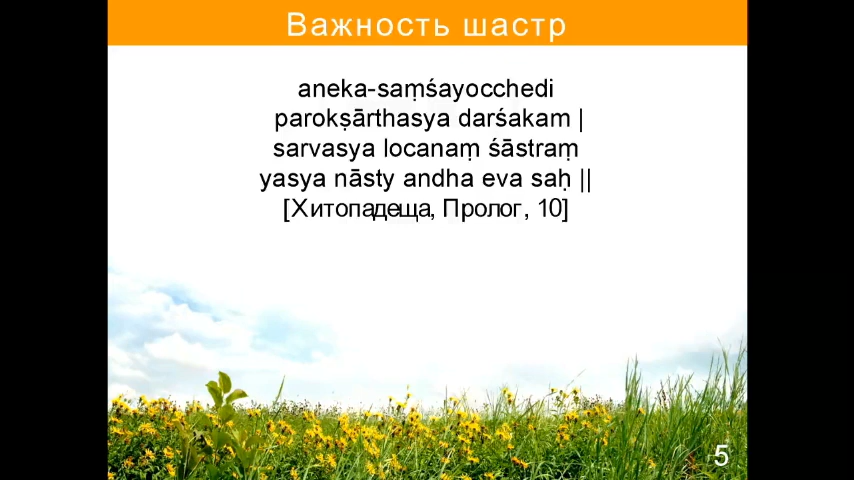 Важность шастр
aneka-saṃśayocchedi
parokṣārthasya darśakam |
sarvasya locanaṃ śāstraṃ
yasya nāsty andha eva saḥ ||
[Хитопадеща, Пролог, 10]
5